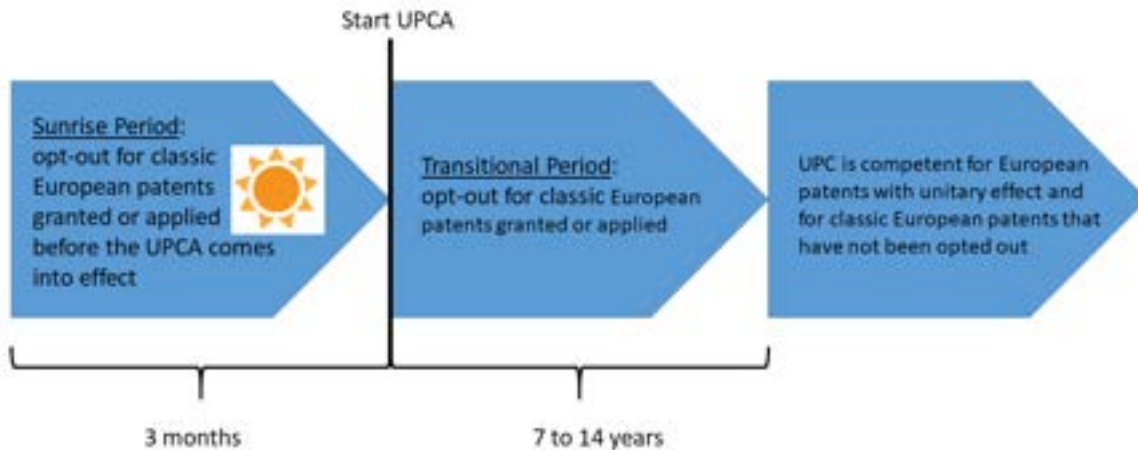 Start UPCA
Sunrise Period:
opt-out for classic
European patents
granted or applied
before the UPCA comes
into effect
Transitional Period:
opt-out for classic European
patents granted or applied
UPC is competent for European
patents with unitary effect and
for classic European patents that
have not been opted out
3 months
7 to 14 years